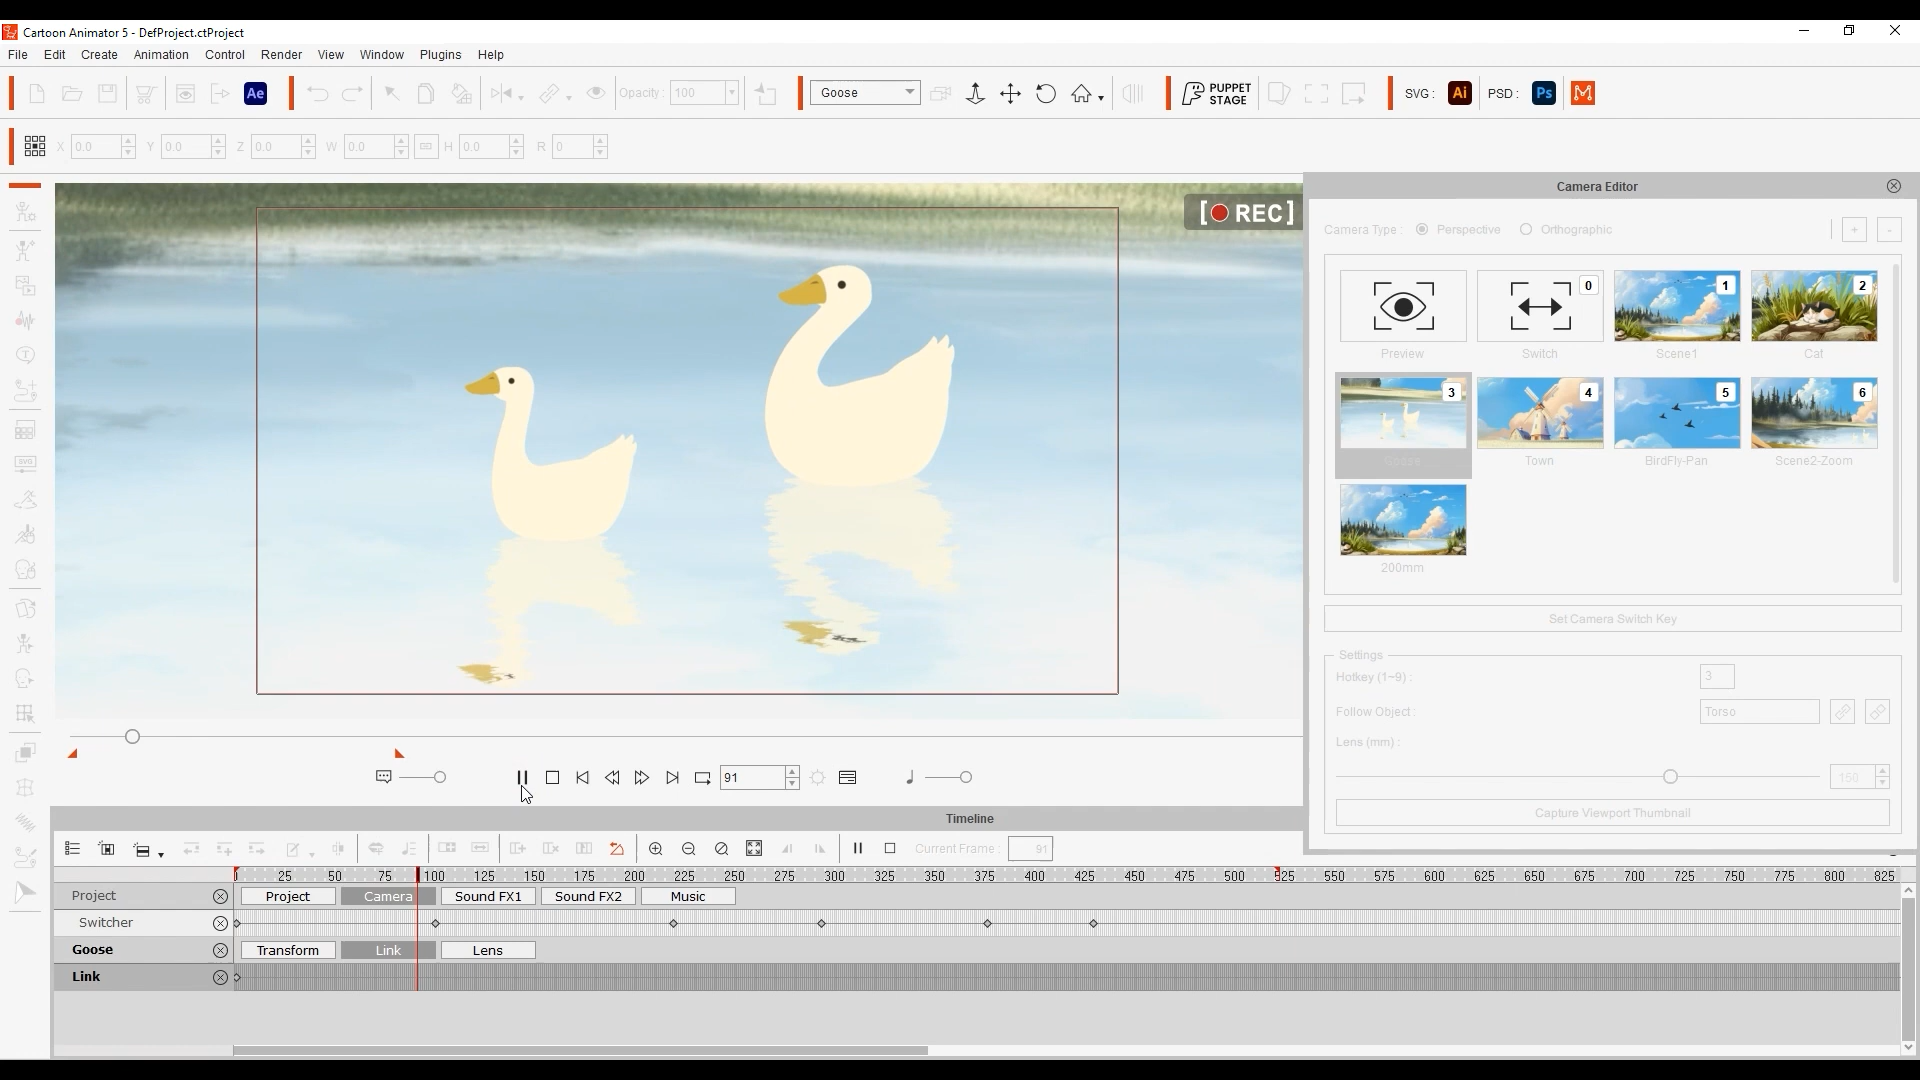 Cartoon Animator 5 - DefProject.ctProject
File Edit Create Animation Control Render View Window Plugins Help
Ae Opacity: 100 Goose PUPPET STAGE SVG : Ai PSD : Ps
X 0.0 Y 0.0 Z 0.0 W 0.0 H 0.0 R 0
[ REC ]
Camera Editor
Camera Type : Perspective Orthographic + -
0 1 2
Preview Switch Scene1 Cat
3 4 5 6
Goose Town BirdFly-Pan Scene2-Zoom
200mm
Set Camera Switch Key
Settings
Hotkey (1~9) : 3
Follow Object : Torso
Lens (mm) :
150
Capture Viewport Thumbnail
SVG
91
Timeline
Current Frame : 91
25 50 75 100 125 150 175 200 225 250 275 300 325 350 375 400 425 450 475 500 525 550 575 600 625 650 675 700 725 750 775 800 825
Project Project Camera Sound FX1 Sound FX2 Music
Switcher
Goose Transform Link Lens
Link